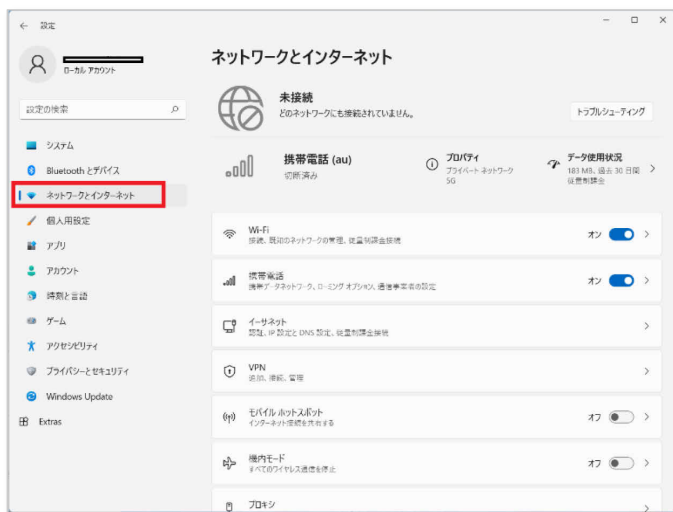 設定
ローカル アカウント
設定の検索
システム
Bluetooth とデバイス
ネットワークとインターネット
個人用設定
アプリ
アカウント
時刻と言語
ゲーム
アクセシビリティ
プライバシーとセキュリティ
Windows Update
Extras
ネットワークとインターネット
未接続
どのネットワークにも接続されていません。
トラブルシューティング
携帯電話 (au)
切断済み
プロパティ
プライベート ネットワーク
5G
データ使用状況
183 MB、過去 30 日間
従量制課金
Wi-Fi
接続、既知のネットワークの管理、従量制課金接続
オン
携帯電話
携帯データネットワーク、ローミング オプション、通信事業者の設定
オン
イーサネット
認証、IP 設定と DNS 設定、従量制課金接続
VPN
追加、接続、管理
モバイル ホットスポット
インターネット接続を共有する
オフ
機内モード
すべてのワイヤレス通信を停止
オフ
プロキシ